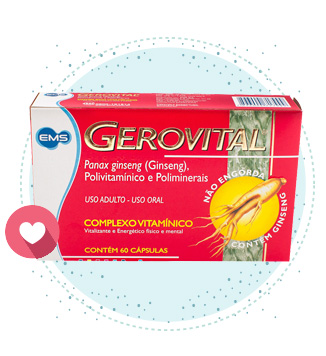 EMS
GEROVITAL
Panax ginseng (Ginseng),
Polivitamínico e Poliminerais
USO ADULTO - USO ORAL
COMPLEXO VITAMÍNICO
Vitalizante e Energético físico e mental
CONTÉM 60 CÁPSULAS
NÃO ENGORDA
CONTÉM GINSENG